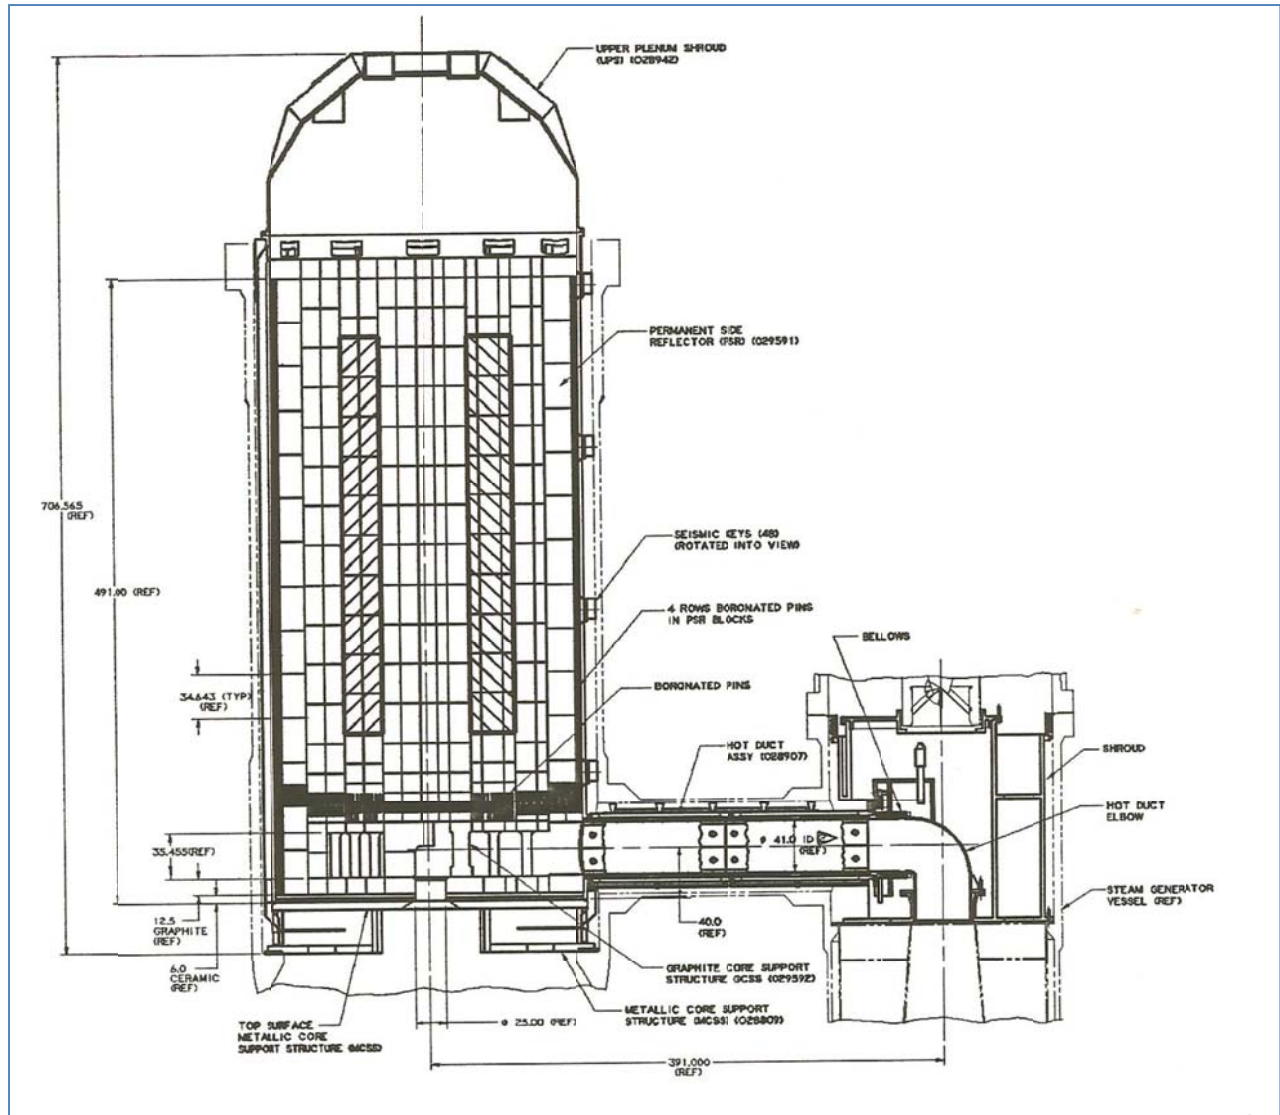 UPPER PLENUM SHROUD
(UPS) (028942)
PERMANENT SIDE
REFLECTOR (PSR) (029591)
706.565
(REF)
SEISMIC KEYS (48)
(ROTATED INTO VIEW)
491.00 (REF)
4 ROWS BORONATED PINS
IN PSR BLOCKS
BELLOWS
34.643 (TYP)
(REF)
BORONATED PINS
HOT DUCT
ASSY (028907)
SHROUD
HOT DUCT
ELBOW
35.455(REF)
ø 41.0 ID
(REF)
STEAM GENERATOR
VESSEL (REF)
12.5
GRAPHITE
(REF)
40.0
(REF)
6.0
CERAMIC
(REF)
GRAPHITE CORE SUPPORT
STRUCTURE (GCSS (029592)
METALLIC CORE SUPPORT
STRUCTURE (MCSS) (028809)
TOP SURFACE
METALLIC CORE
SUPPORT STRUCTURE (MCSS)
ø 25.00 (REF)
391.000
(REF)